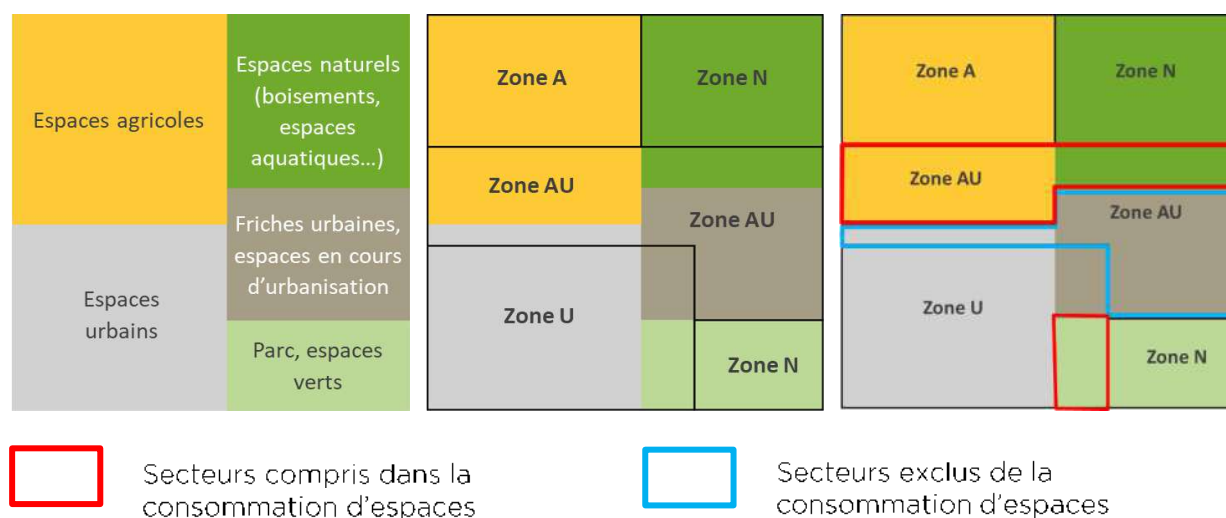 Espaces agricoles
Espaces naturels
(boisements,
espaces
aquatiques...)
Friches urbaines,
espaces en cours
d'urbanisation
Espaces
urbains
Parc, espaces
verts
Zone A
Zone N
Zone AU
Zone AU
Zone U
Zone N
Zone A
Zone N
Zone AU
Zone AU
Zone U
Zone N
Secteurs compris dans la
consommation d'espaces
Secteurs exclus de la
consommation d'espaces